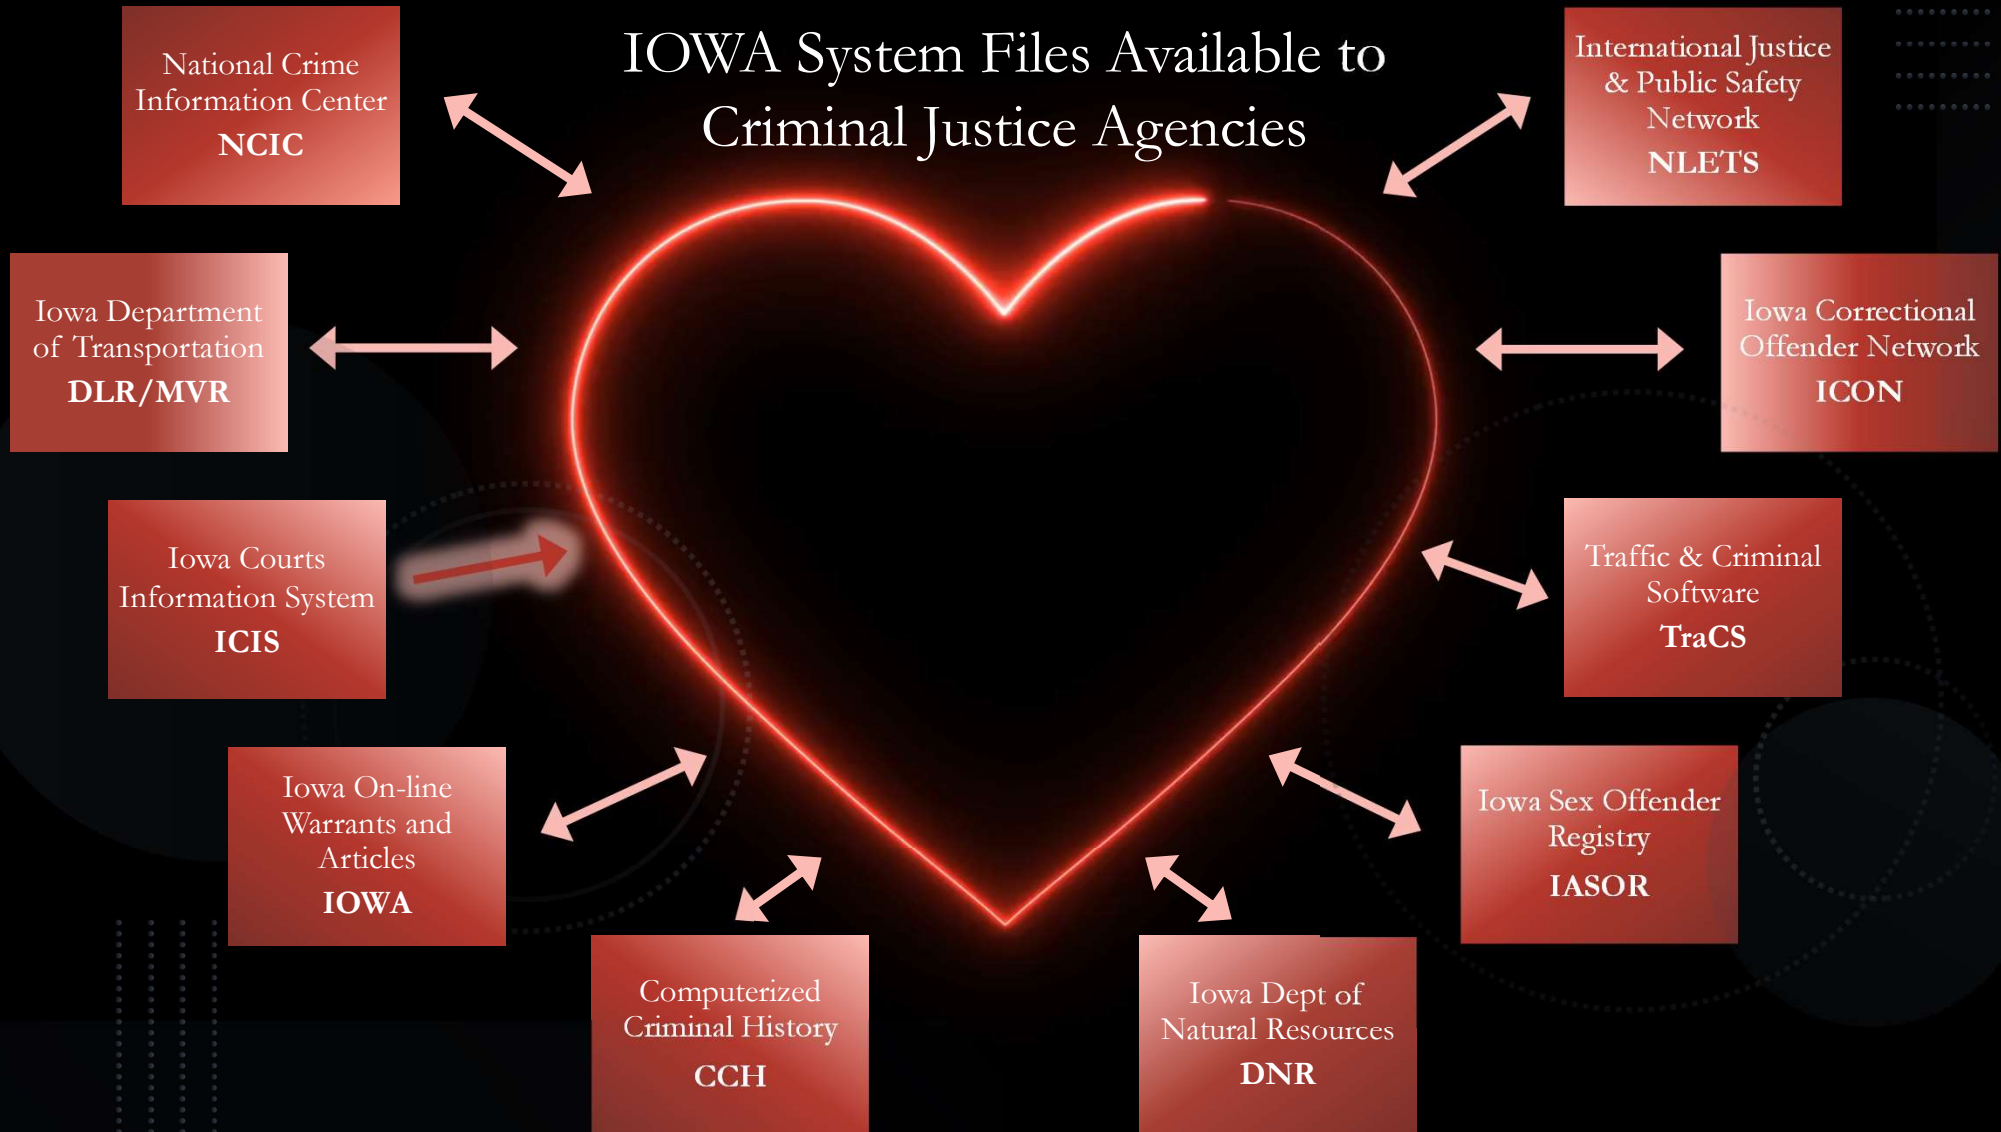 IOWA System Files Available to
Criminal Justice Agencies
National Crime
Information Center
NCIC
International Justice
& Public Safety
Network
NLETS
Iowa Department
of Transportation
DLR/MVR
Iowa Correctional
Offender Network
ICON
Iowa Courts
Information System
ICIS
Traffic & Criminal
Software
TraCS
Iowa On-line
Warrants and
Articles
IOWA
Iowa Sex Offender
Registry
IASOR
Computerized
Criminal History
CCH
Iowa Dept of
Natural Resources
DNR